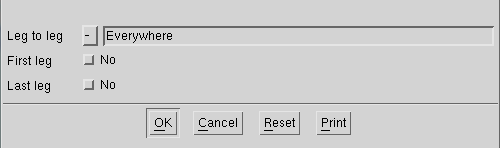 Leg to leg - Everywhere
First leg No
Last leg No
OK Cancel Reset Print